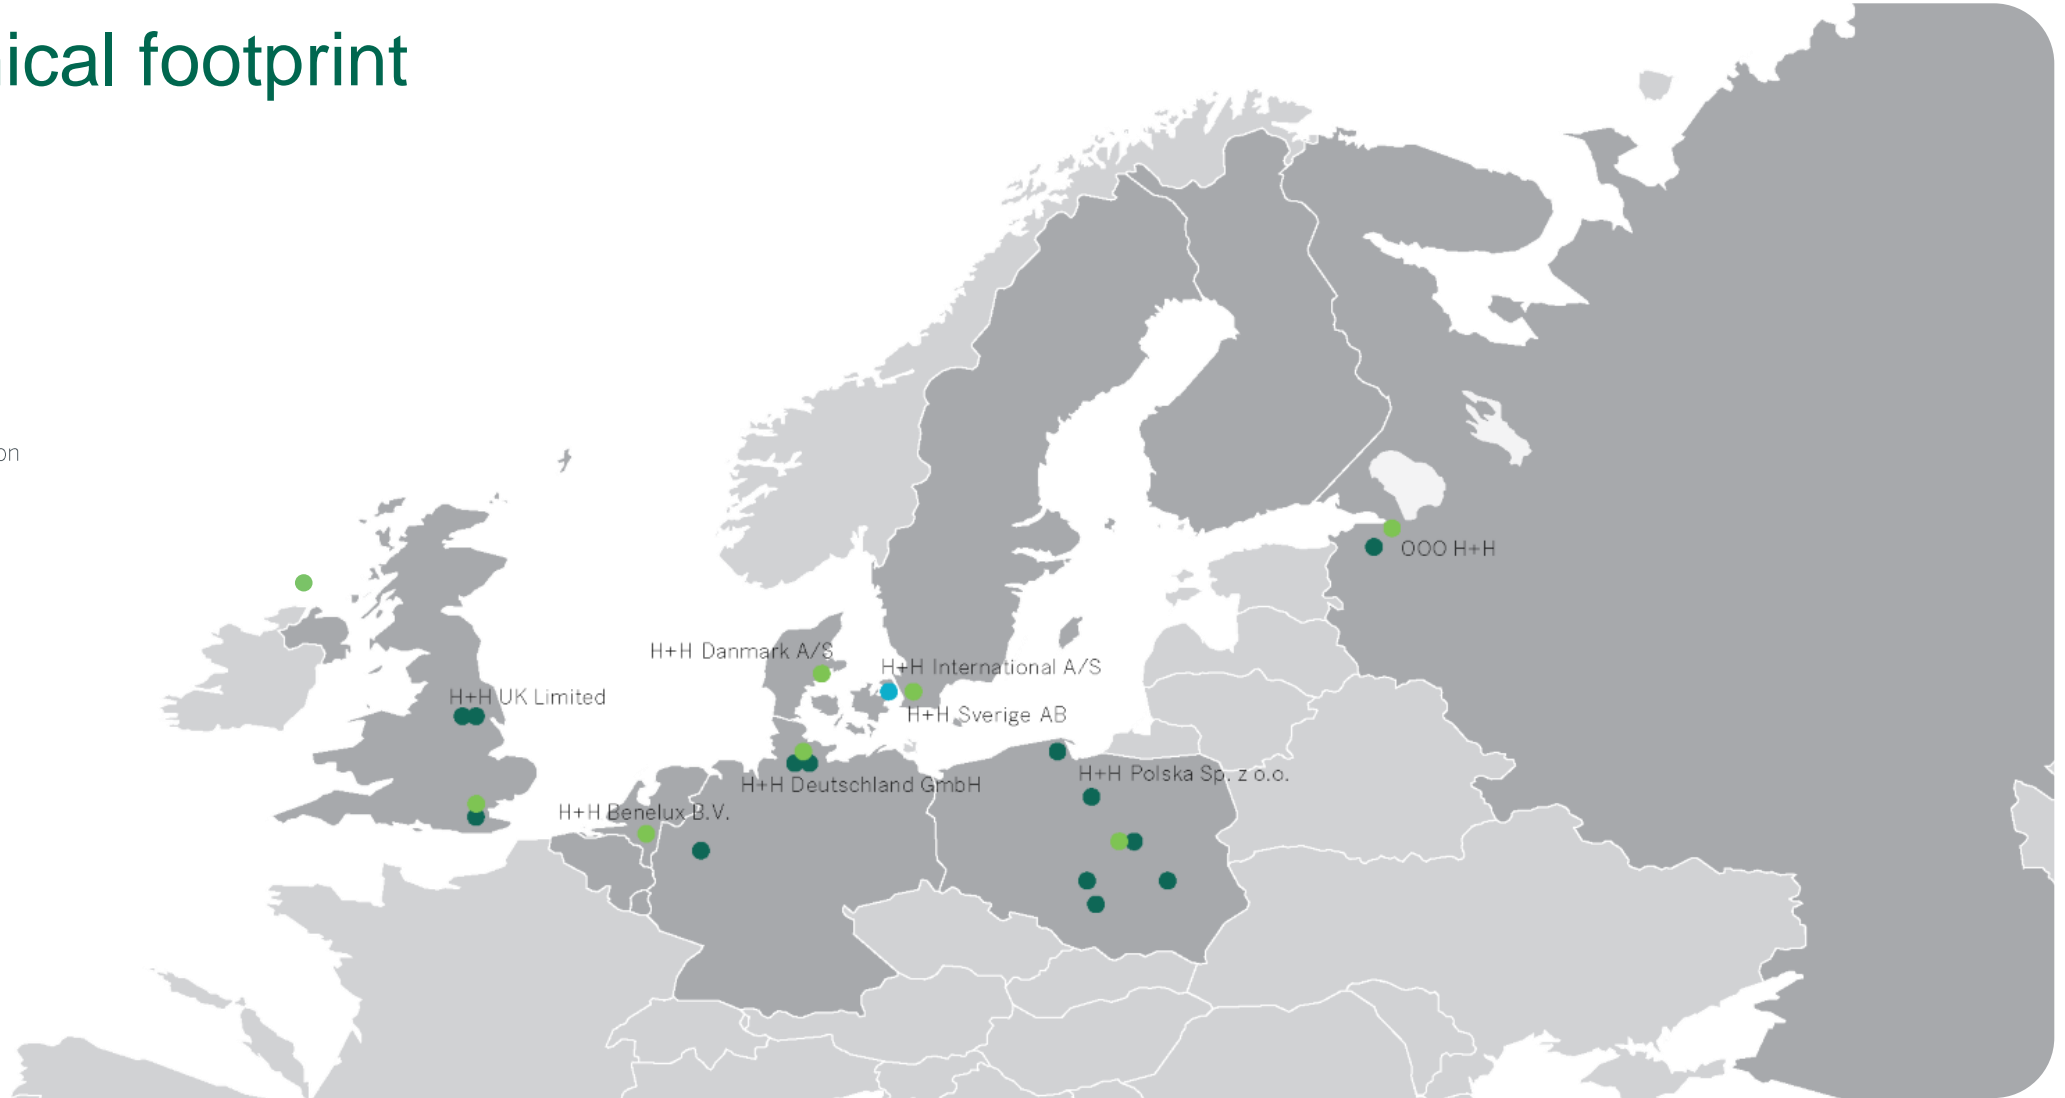 ical footprint
on
OOO H+H
H+H Danmark A/S
H+H International A/S
H+H UK Limited
H+H Sverige AB
H+H Polska Sp. z o.o.
H+H Deutschland GmbH
H+H Benelux B.V.